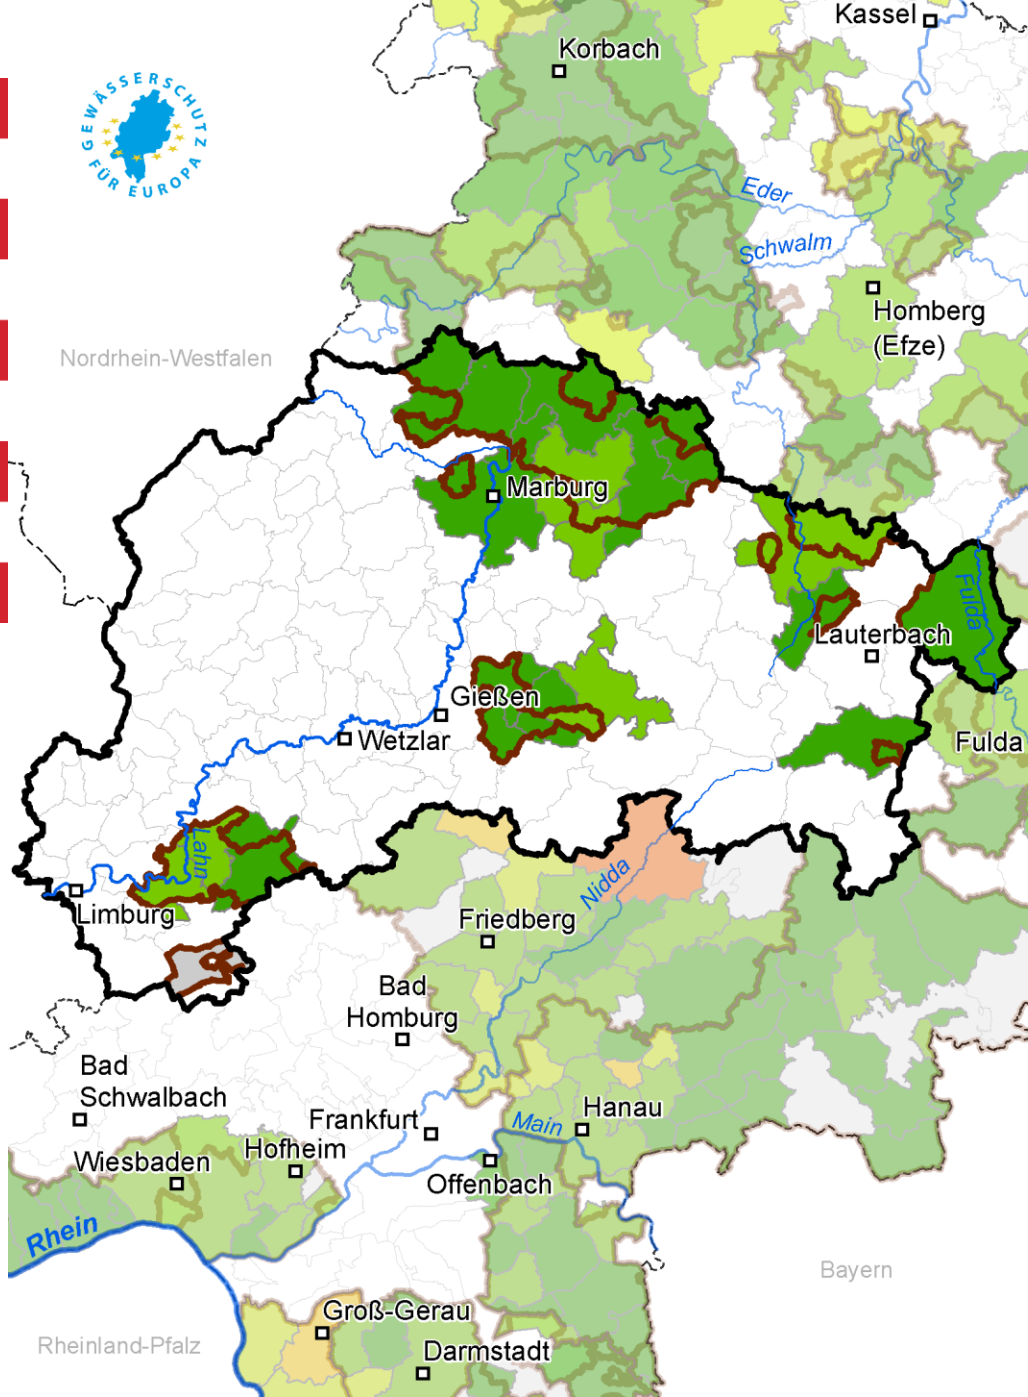 Kassel
Korbach
GEWÄSSERSCHUTZ
FÜR EUROPA
Eder
Schwalm
Homberg
(Efze)
Nordrhein-Westfalen
Marburg
Fulda
Lauterbach
Gießen
Wetzlar
Fulda
Lahn
Nidda
Limburg
Friedberg
Bad
Homburg
Bad
Schwalbach
Frankfurt
Main
Hanau
Wiesbaden
Hofheim
Offenbach
Rhein
Bayern
Groß-Gerau
Rheinland-Pfalz
Darmstadt